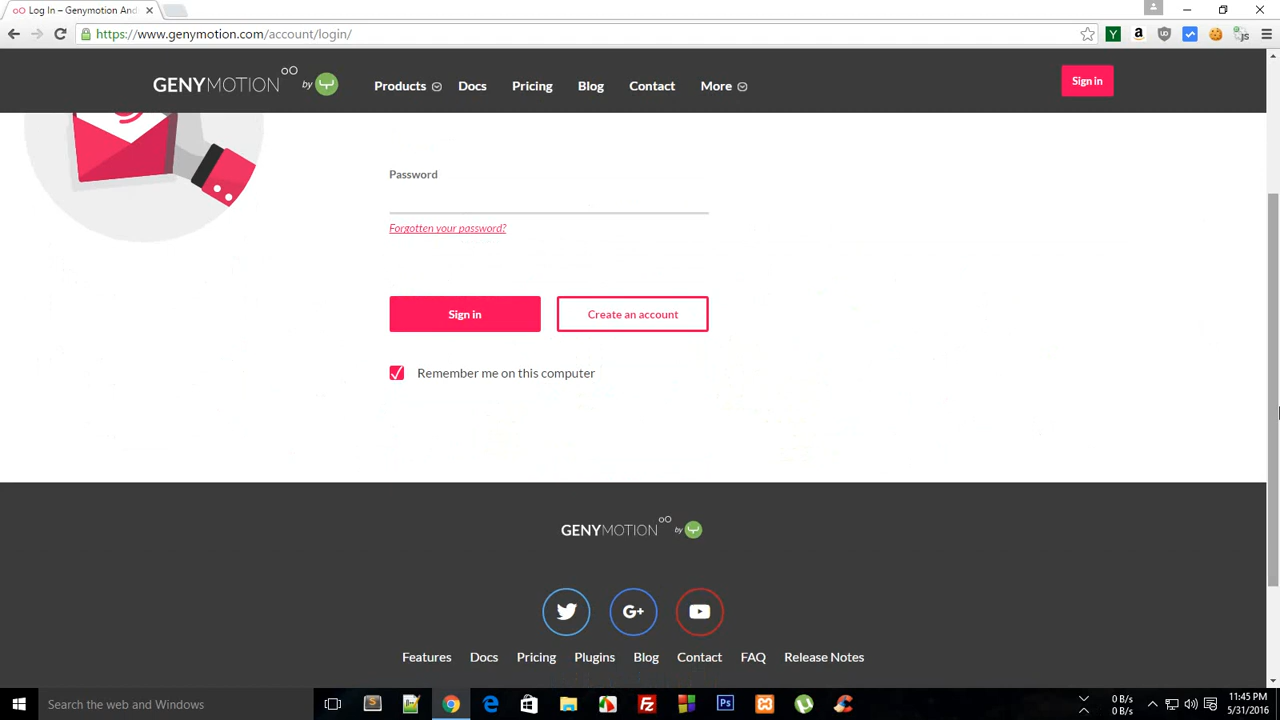 Log In – Genymotion And
https://www.genymotion.com/account/login/
GENYMOTION by
Products
Docs
Pricing
Blog
Contact
More
Sign in
Password
Forgotten your password?
Sign in
Create an account
Remember me on this computer
GENYMOTION by
G+
Features
Docs
Pricing
Plugins
Blog
Contact
FAQ
Release Notes
Search the web and Windows
0 B/s
0 B/s
11:45 PM
5/31/2016